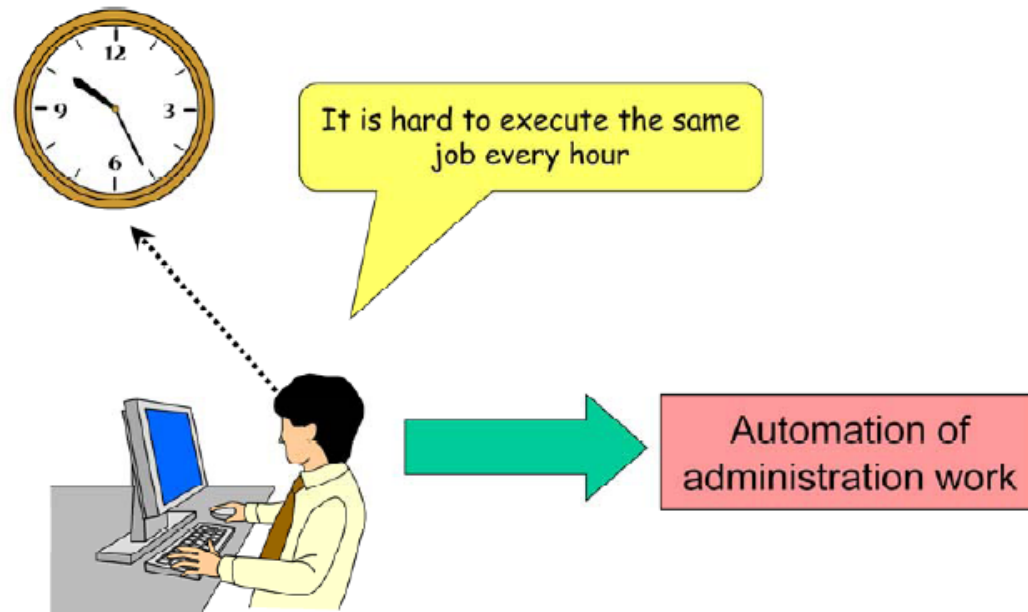 12
9
3
6
It is hard to execute the same
job every hour
Automation of
administration work